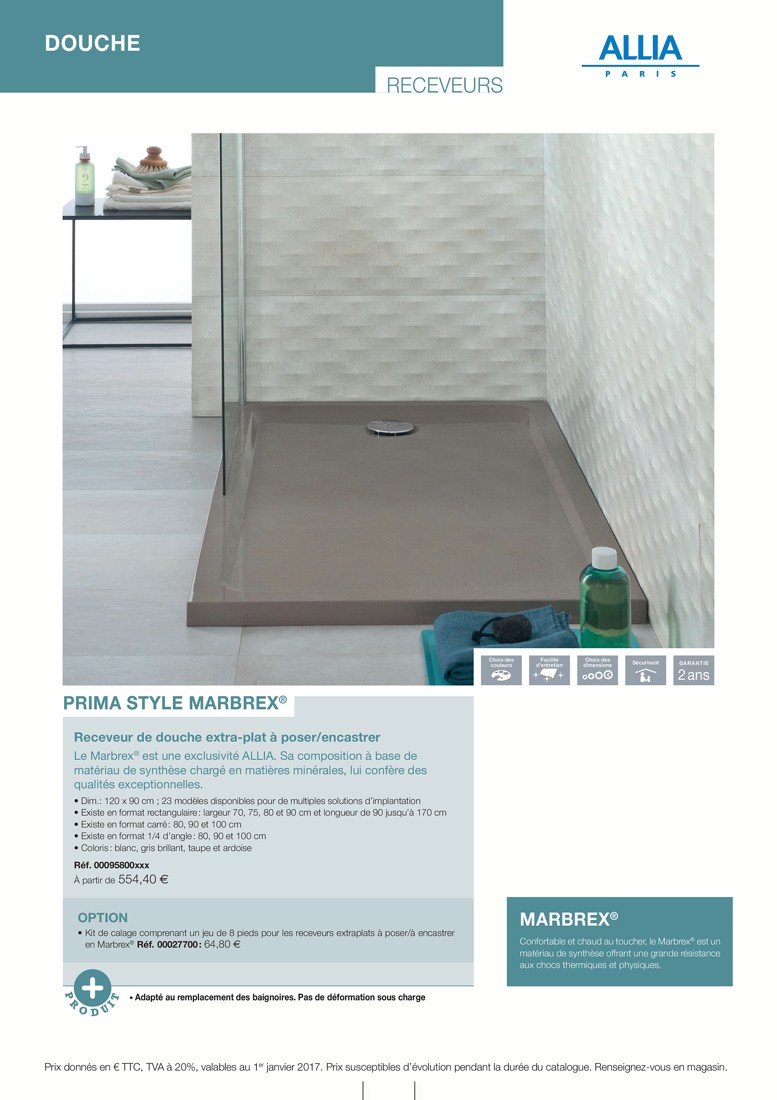 DOUCHE
RECEVEURS
ALLIA
PARIS
2
Choix des
couleurs
Facilité
d'entretien
Choix des
dimensions
Sécurisant
GARANTIE
2 ans
PRIMA STYLE MARBREX®
Receveur de douche extra-plat à poser/encastrer
Le Marbrex® est une exclusivité ALLIA. Sa composition à base de
matériau de synthèse chargé en matières minérales, lui confère des
qualités exceptionnelles.
• Dim.: 120 x 90 cm ; 23 modèles disponibles pour de multiples solutions d'implantation
• Existe en format rectangulaire : largeur 70, 75, 80 et 90 cm et longueur de 90 jusqu'à 170 cm
• Existe en format carré : 80, 90 et 100 cm
• Existe en format 1/4 d'angle : 80, 90 et 100 cm
• Coloris : blanc, gris brillant, taupe et ardoise
Réf. 00095800xxx
À partir de 554,40 €
OPTION
• Kit de calage comprenant un jeu de 8 pieds pour les receveurs extraplats à poser/à encastrer
en Marbrex® Réf. 00027700 : 64,80 €
MARBREX®
Confortable et chaud au toucher, le Marbrex® est un
matériau de synthèse offrant une grande résistance
aux chocs thermiques et physiques.
+
PRODUIT
• Adapté au remplacement des baignoires. Pas de déformation sous charge
Prix donnés en € TTC, TVA à 20%, valables au 1er janvier 2017. Prix susceptibles d'évolution pendant la durée du catalogue. Renseignez-vous en magasin.